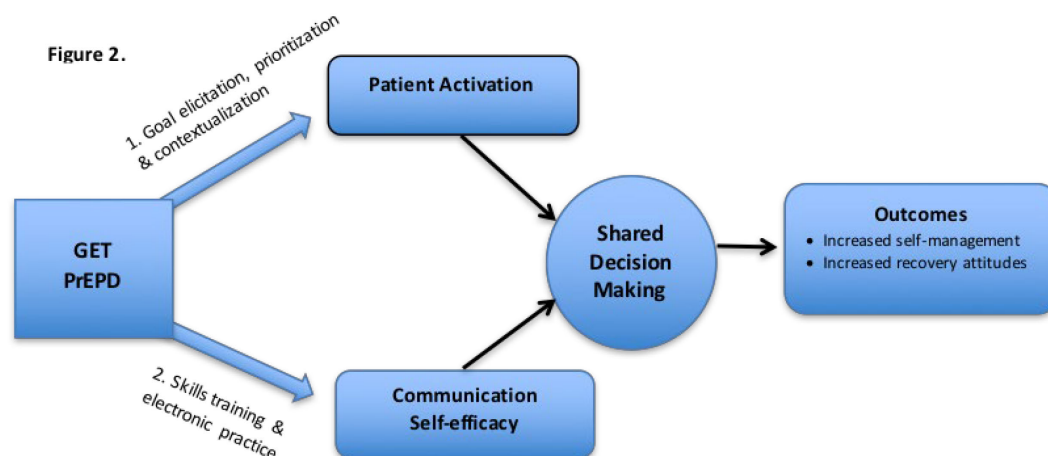 Figure 2.
1. Goal elicitation, prioritization
& contextualization
Patient Activation
GET
PrEPD
Shared
Decision
Making
Outcomes
• Increased self-management
• Increased recovery attitudes
2. Skills training &
electronic practice
Communication
Self-efficacy